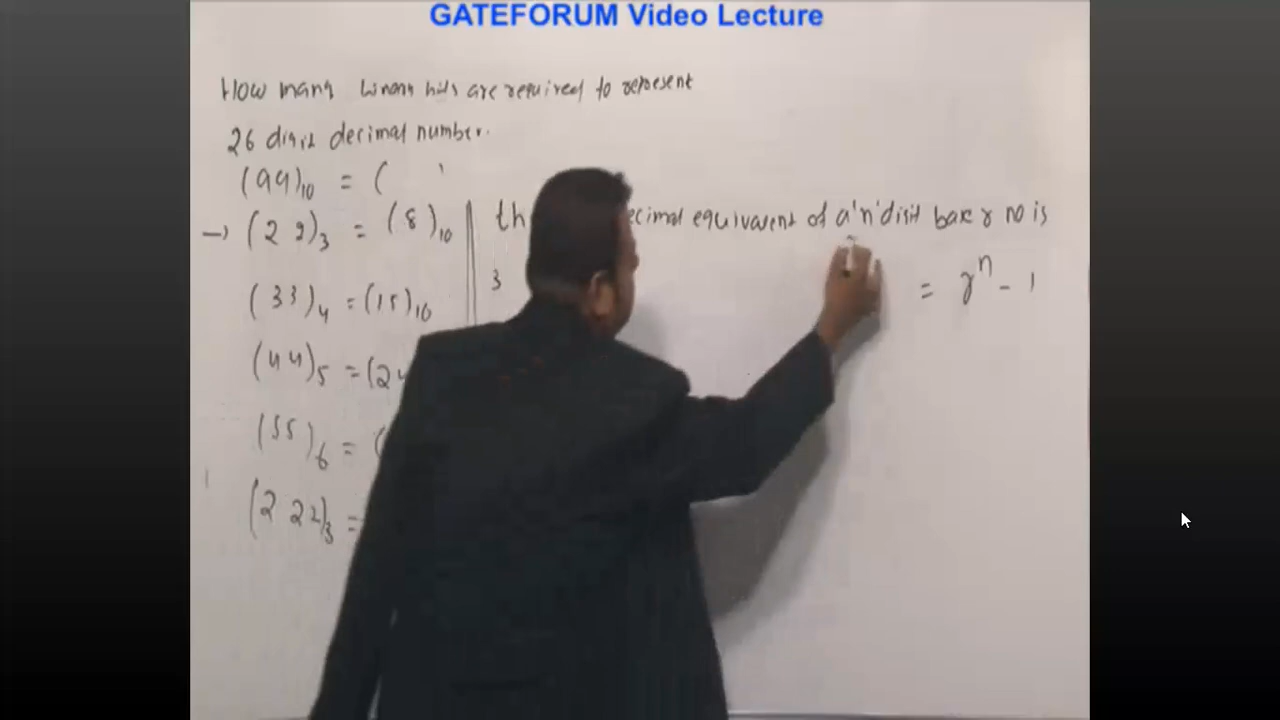 GATEFORUM Video Lecture
How many binary bits are required to represent
26 digit decimal number.
(99)10 = (
→ (2 2)3 = (8)10
th ecimal equivalent of a 'n' digit base r no is
3 = r^n - 1
(33)4 = (15)10
(44)5 = (24
(55)6 = (
(2 22)3 =